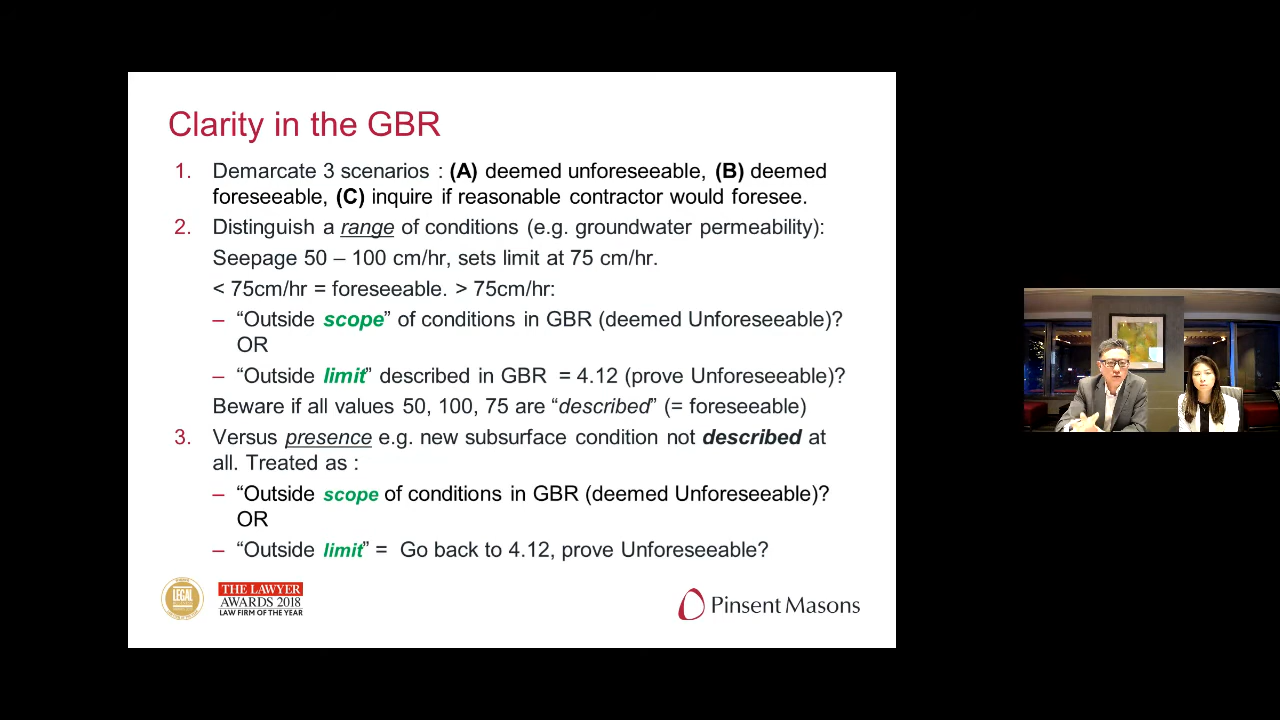 Clarity in the GBR
1. Demarcate 3 scenarios : (A) deemed unforeseeable, (B) deemed
foreseeable, (C) inquire if reasonable contractor would foresee.
2. Distinguish a range of conditions (e.g. groundwater permeability):
Seepage 50 – 100 cm/hr, sets limit at 75 cm/hr.
< 75cm/hr = foreseeable. > 75cm/hr:
– “Outside scope” of conditions in GBR (deemed Unforeseeable)?
OR
– “Outside limit” described in GBR = 4.12 (prove Unforeseeable)?
Beware if all values 50, 100, 75 are “described” (= foreseeable)
3. Versus presence e.g. new subsurface condition not described at
all. Treated as :
– “Outside scope of conditions in GBR (deemed Unforeseeable)?
OR
– “Outside limit” = Go back to 4.12, prove Unforeseeable?
LEGAL
THE LAWYER
AWARDS 2018
LAW FIRM OF THE YEAR
Pinsent Masons